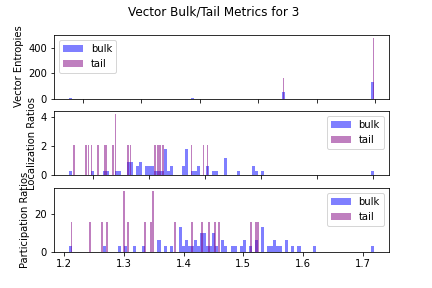 Vector Bulk/Tail Metrics for 3
Vector Entropies
400
200
0
bulk
tail
Localization Ratios
4
2
0
bulk
tail
Participation Ratios
20
0
bulk
tail
1.2 1.3 1.4 1.5 1.6 1.7